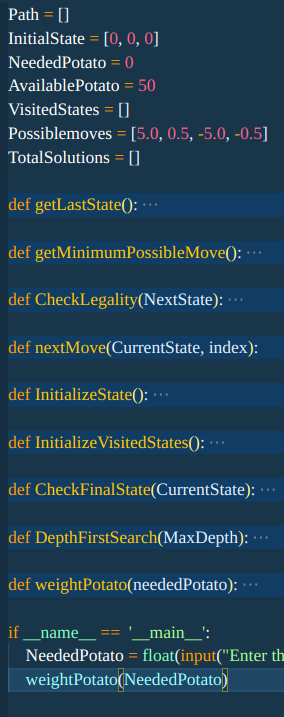 Path = []
InitialState = [0, 0, 0]
NeededPotato = 0
AvailablePotato = 50
VisitedStates = []
Possiblemoves = [5.0, 0.5, -5.0, -0.5]
TotalSolutions = []
def getLastState(): ···
def getMinimumPossibleMove(): ···
def CheckLegality(NextState): ···
def nextMove(CurrentState, index):
def InitializeState(): ···
def InitializeVisitedStates(): ···
def CheckFinalState(CurrentState): ···
def DepthFirstSearch(MaxDepth): ···
def weightPotato(neededPotato): ···
if __name__ == '__main__':
NeededPotato = float(input("Enter th
weightPotato(NeededPotato)